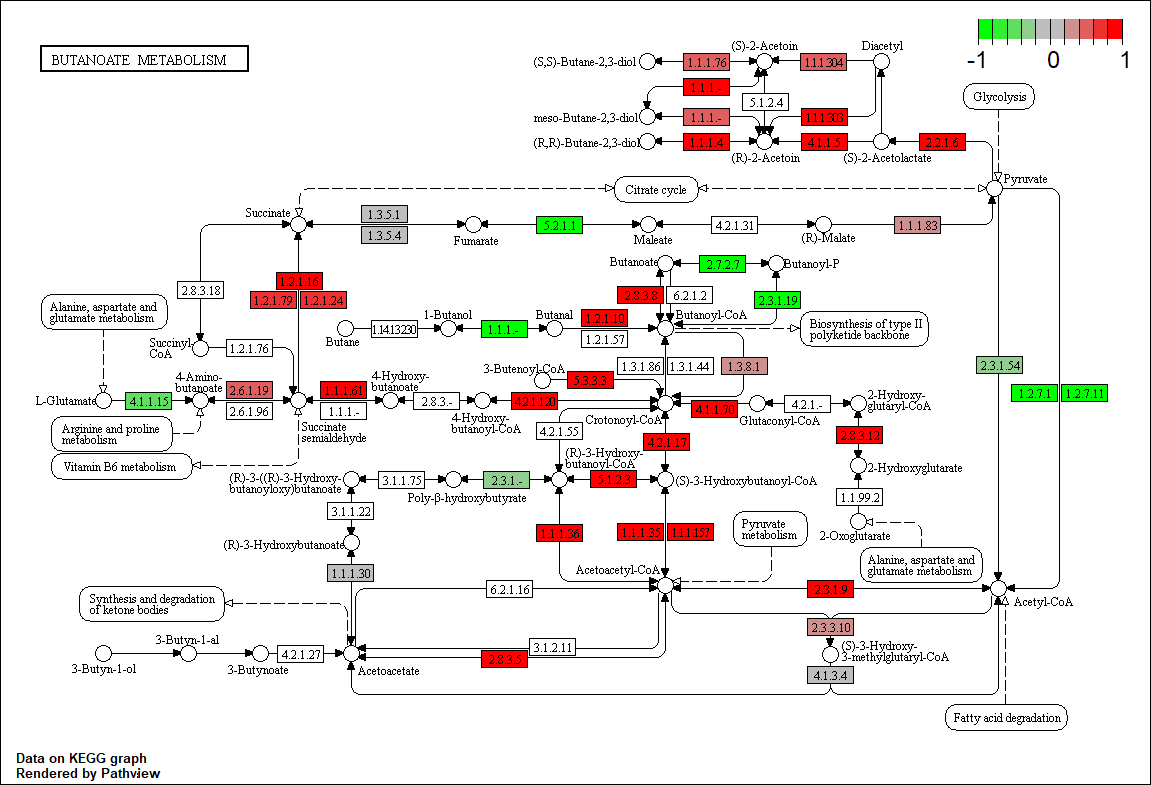 BUTANOATE METABOLISM
-1 0 1
(S,S)-Butane-2,3-diol
1.1.1.76
(S)-2-Acetoin
1.1.1.304
Diacetyl
1.1.1.-
5.1.2.4
Glycolysis
meso-Butane-2,3-diol
1.1.1.-
1.1.1.303
(R,R)-Butane-2,3-diol
1.1.1.4
(R)-2-Acetoin
4.1.1.5
(S)-2-Acetolactate
2.2.1.6
Pyruvate
Citrate cycle
Succinate
1.3.5.1
1.3.5.4
Fumarate
5.2.1.1
Maleate
4.2.1.31
(R)-Malate
1.1.1.83
Butanoate
2.7.2.7
Butanoyl-P
2.8.3.18
1.2.1.16
1.2.1.79
1.2.1.24
2.8.3.8
6.2.1.2
2.3.1.19
Alanine, aspartate and
glutamate metabolism
Butane
1.14.13.230
1-Butanol
1.1.1.-
Butanal
1.2.1.10
1.2.1.57
Butanoyl-CoA
Biosynthesis of type II
polyketide backbone
Succinyl-
CoA
1.2.1.76
3-Butenoyl-CoA
5.3.3.3
1.3.1.86
1.3.1.44
1.3.8.1
2.3.1.54
1.2.7.1
1.2.7.11
L-Glutamate
4.1.1.15
4-Amino-
butanoate
2.6.1.19
2.6.1.96
1.1.1.61
1.1.1.-
4-Hydroxy-
butanoate
2.8.3.-
4-Hydroxy-
butanoyl-CoA
4.2.1.120
Crotonoyl-CoA
4.1.1.70
Glutaconyl-CoA
4.2.1.-
2-Hydroxy-
glutaryl-CoA
Arginine and proline
metabolism
Succinate
semialdehyde
4.2.1.55
4.2.1.17
2.8.3.12
Vitamin B6 metabolism
(R)-3-((R)-3-Hydroxy-
butanoyloxy)butanoate
3.1.1.75
Poly-β-hydroxybutyrate
2.3.1.-
(R)-3-Hydroxy-
butanoyl-CoA
5.1.2.3
(S)-3-Hydroxybutanoyl-CoA
2-Hydroxyglutarate
1.1.99.2
3.1.1.22
2-Oxoglutarate
(R)-3-Hydroxybutanoate
1.1.1.36
1.1.1.35
1.1.1.157
Pyruvate
metabolism
Alanine, aspartate and
glutamate metabolism
1.1.1.30
Acetoacetyl-CoA
6.2.1.16
2.3.1.9
Acetyl-CoA
Synthesis and degradation
of ketone bodies
2.3.3.10
3-Butyn-1-ol
3-Butyn-1-al
3-Butynoate
4.2.1.27
Acetoacetate
3.1.2.11
2.8.3.5
(S)-3-Hydroxy-
3-methylglutaryl-CoA
4.1.3.4
Fatty acid degradation
Data on KEGG graph
Rendered by Pathview